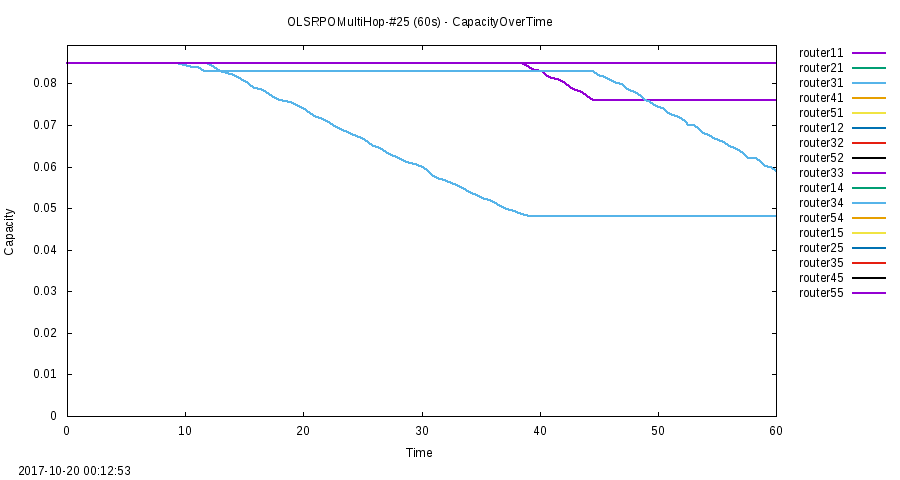 OLSRPOMultiHop-#25 (60s) - CapacityOverTime
router11
router21
router31
router41
router51
router12
router32
router52
router33
router14
router34
router54
router15
router25
router35
router45
router55
0.08
0.07
0.06
0.05
0.04
0.03
0.02
0.01
0
Capacity
0 10 20 30 40 50 60
Time
2017-10-20 00:12:53